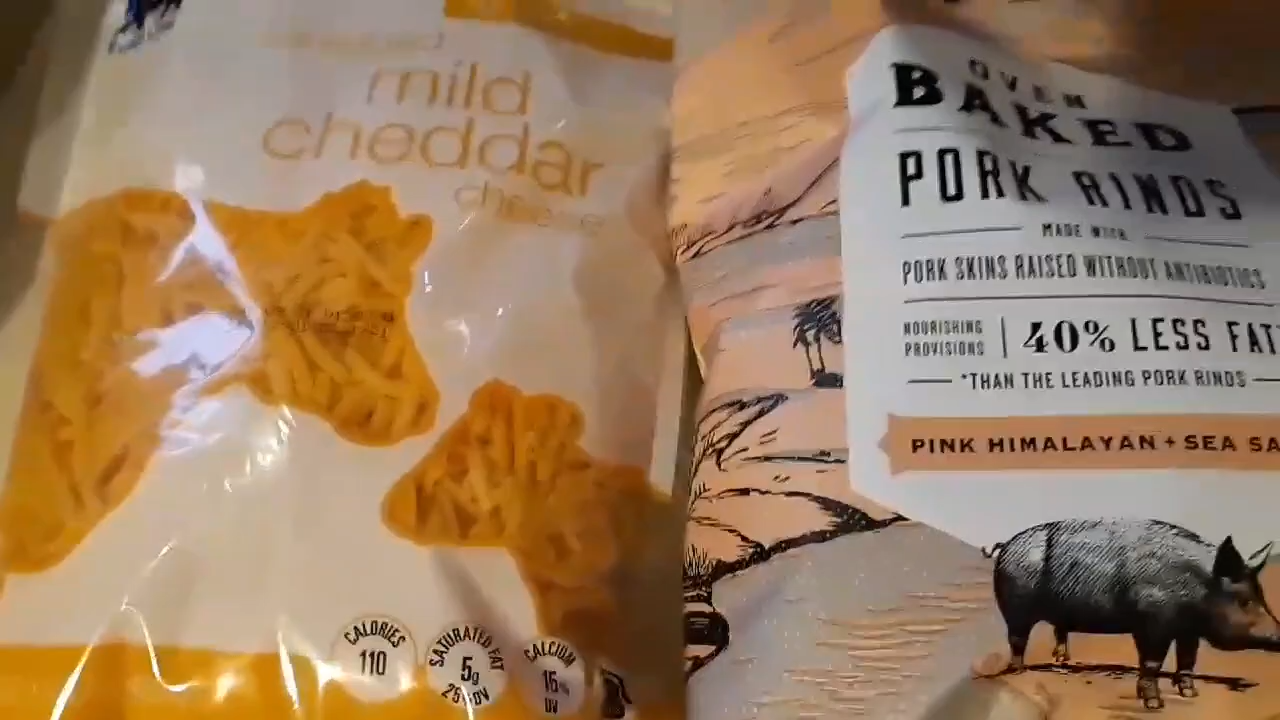 mild
cheddar
cheese
CALORIES
110
SATURATED FAT
5g
25% DV
CALCIUM
15%
DV
OVEN
BAKED
PORK RINDS
MADE WITH
PORK SKINS RAISED WITHOUT ANTIBIOTICS
NOURISHING
PROVISIONS
40% LESS FAT
*THAN THE LEADING PORK RINDS
PINK HIMALAYAN + SEA SA